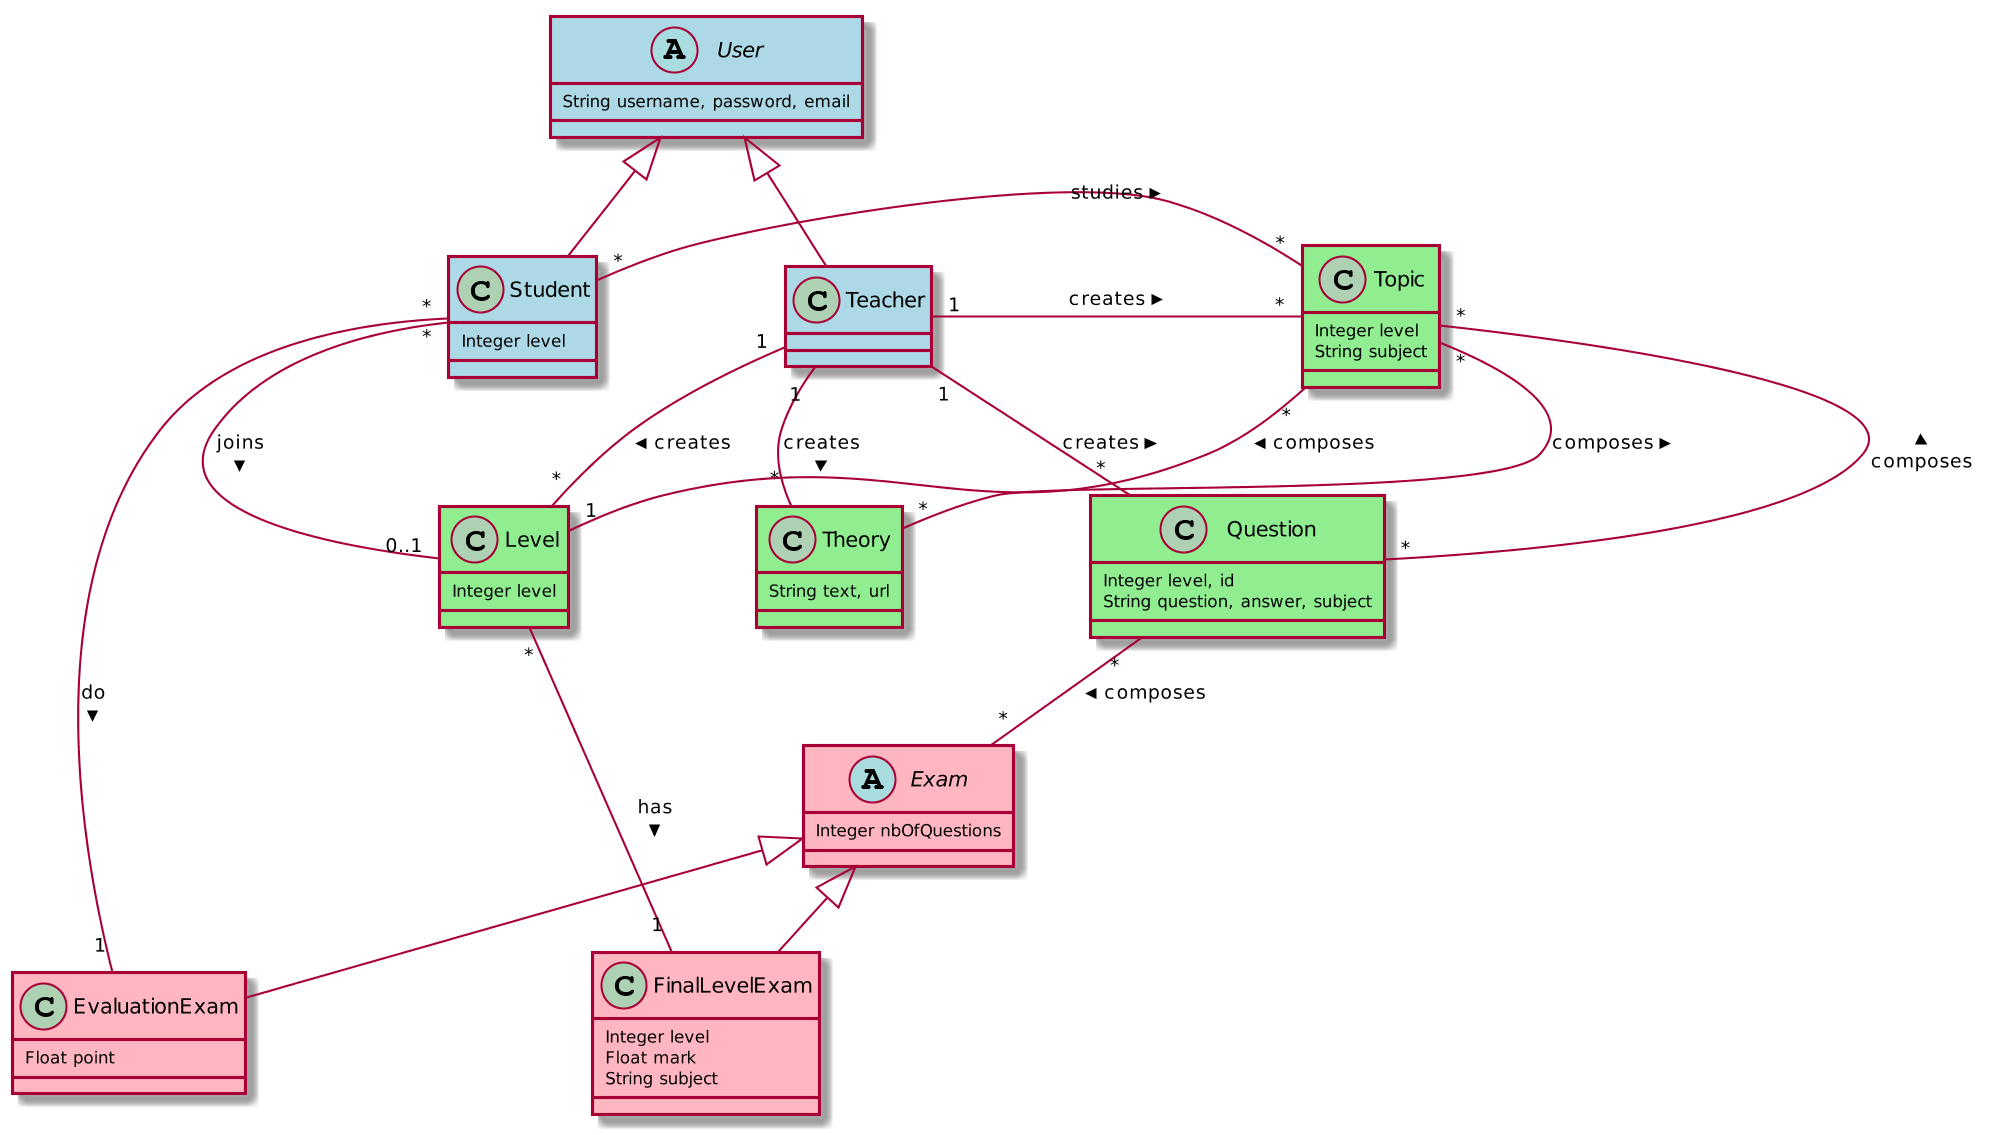 A User
String username, password, email
studies ►
* *
C Student
Integer level
C Teacher
C Topic
Integer level
String subject
1 creates ► *
*
*
1
1
1
*
*
*
joins
▼
◄ creates
creates
▼
creates ►
◄ composes
composes ►
▲
composes
*
*
*
1
*
*
0..1
C Level
Integer level
C Theory
String text, url
C Question
Integer level, id
String question, answer, subject
*
*
do
▼
◄ composes
*
A Exam
Integer nbOfQuestions
has
▼
1
1
C EvaluationExam
Float point
C FinalLevelExam
Integer level
Float mark
String subject